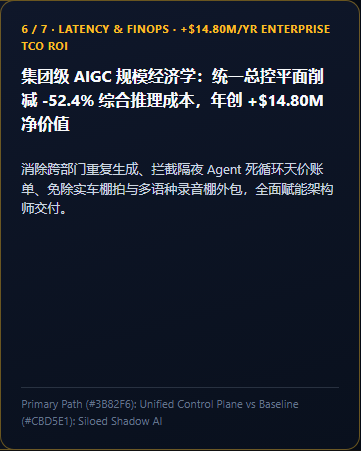 6 / 7 · LATENCY & FINOPS · +$14.80M/YR ENTERPRISE
TCO ROI
集团级 AIGC 规模经济学：统一总控平面削
减 -52.4% 综合推理成本，年创 +$14.80M
净价值
消除跨部门重复生成、拦截隔夜 Agent 死循环天价账
单、免除实车棚拍与多语种录音棚外包，全面赋能架构
师交付。
Primary Path (#3B82F6): Unified Control Plane vs Baseline
(#CBD5E1): Siloed Shadow AI